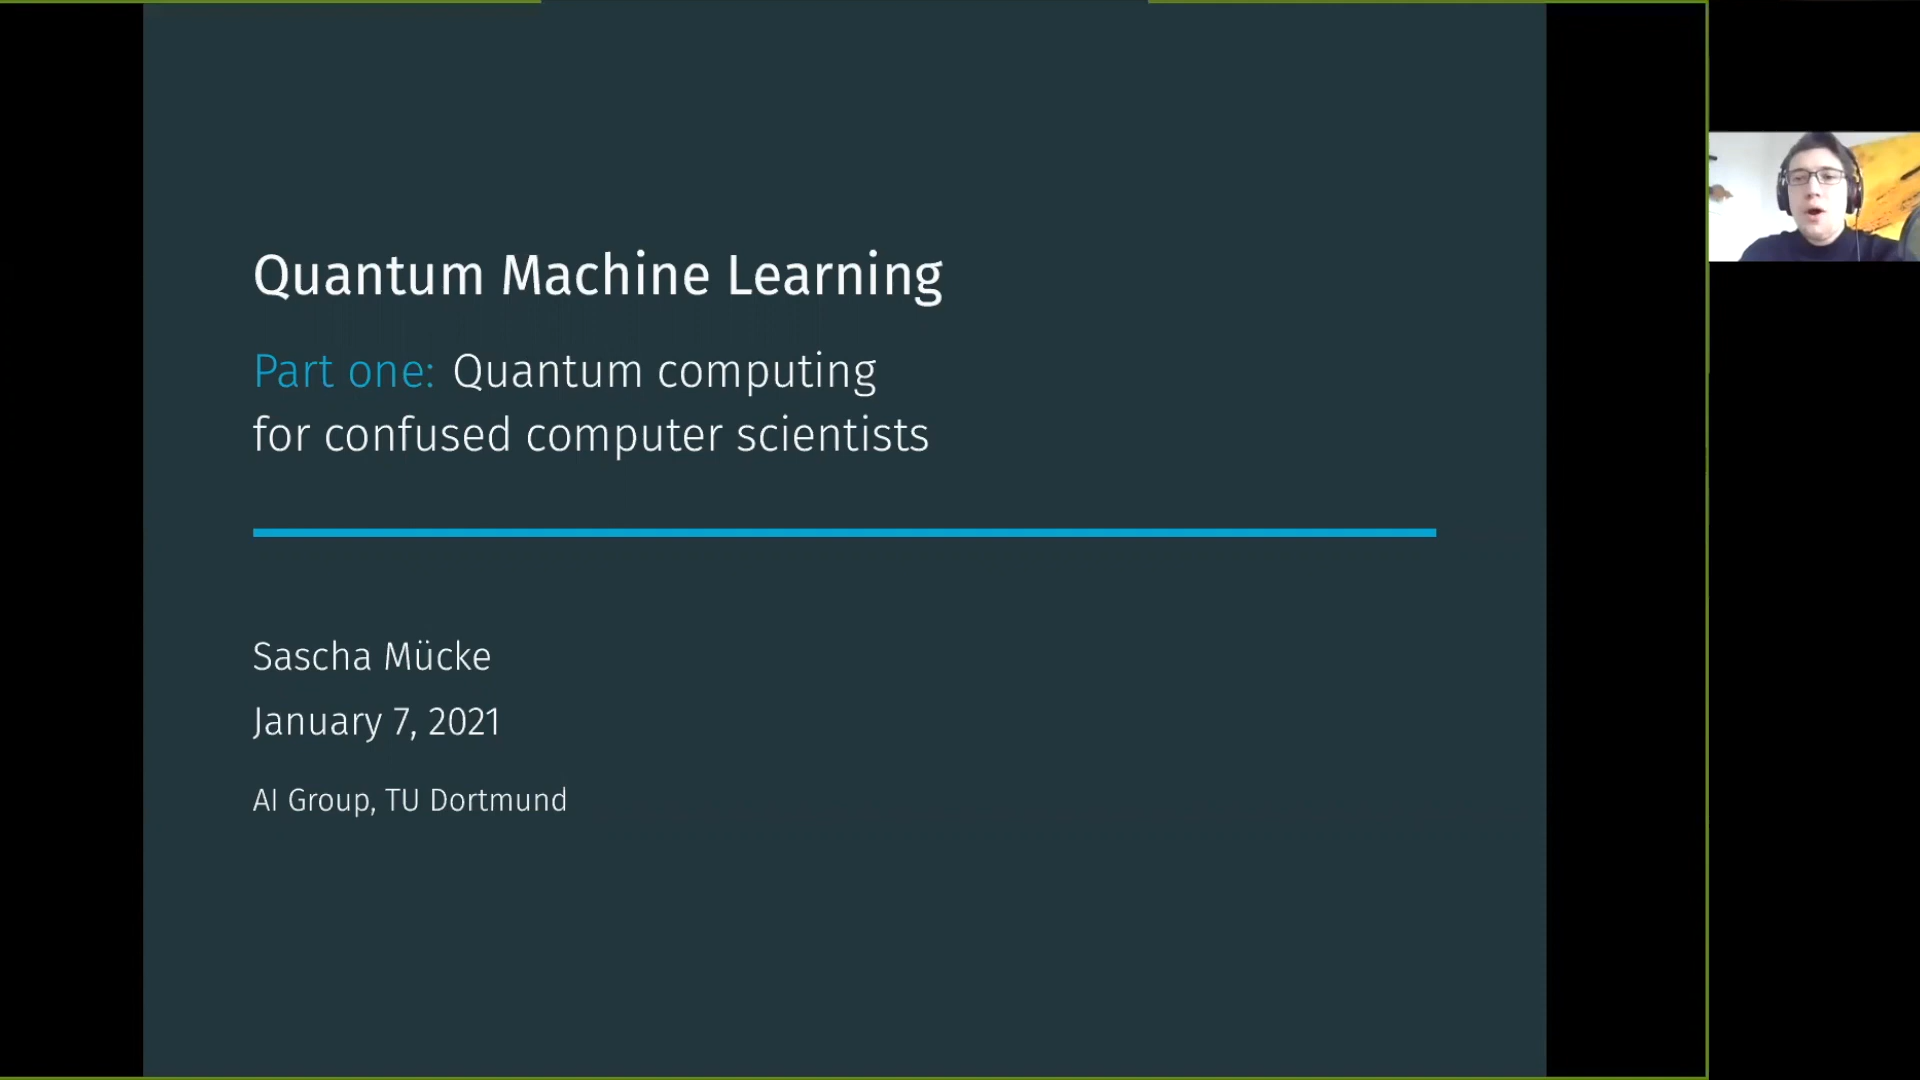 Quantum Machine Learning
Part one: Quantum computing
for confused computer scientists
Sascha Mücke
January 7, 2021
AI Group, TU Dortmund